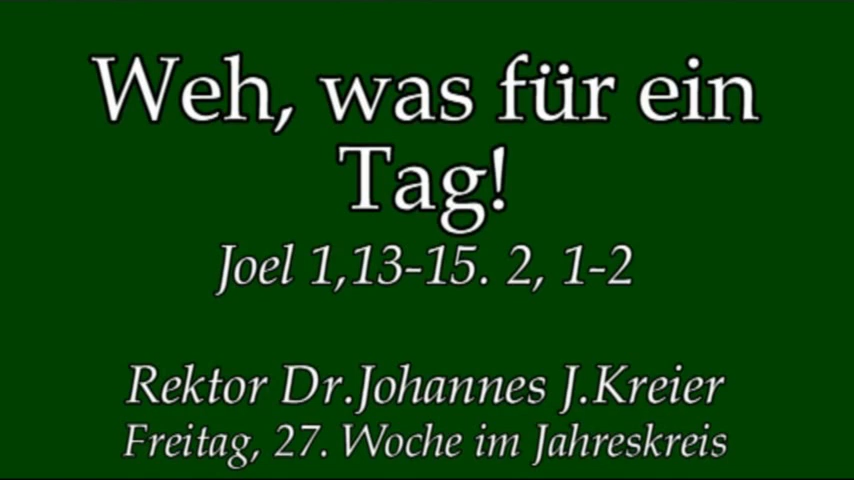 Weh, was für ein
Tag!
Joel 1,13-15. 2, 1-2
Rektor Dr.Johannes J.Kreier
Freitag, 27. Woche im Jahreskreis